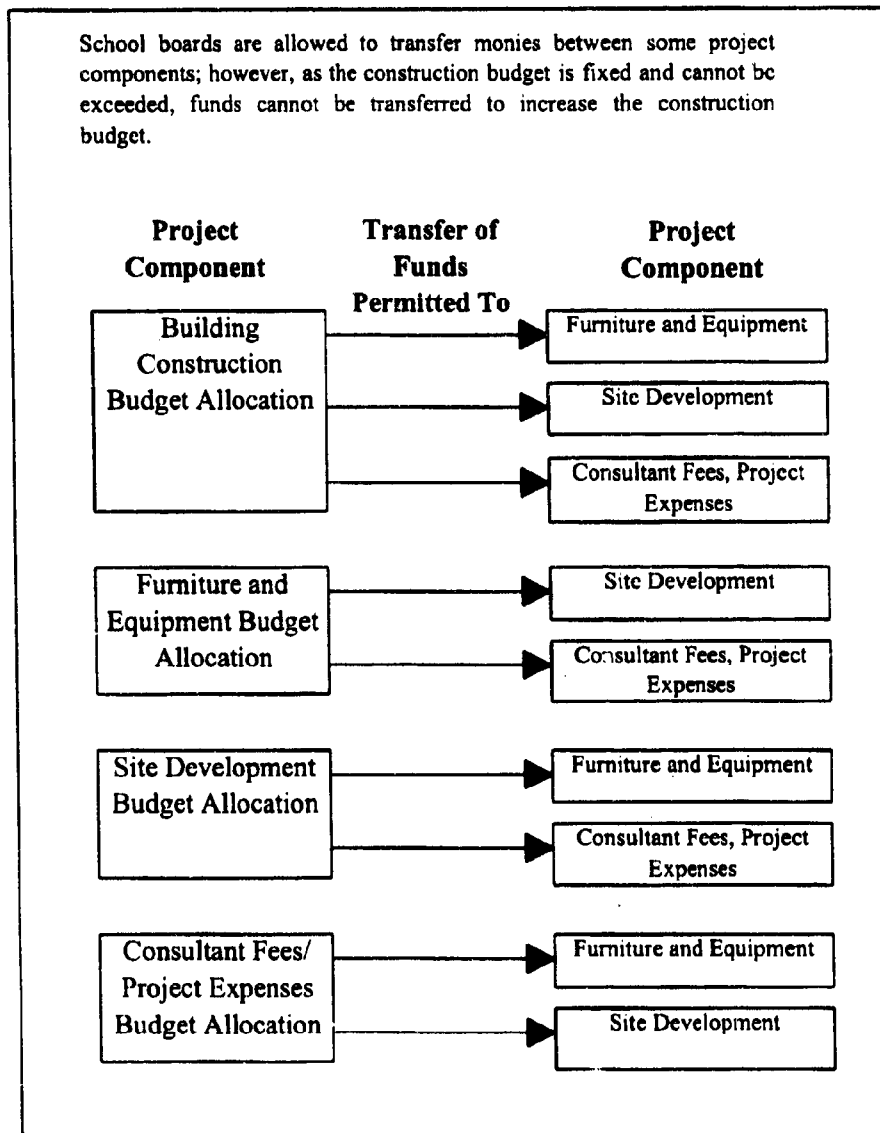 School boards are allowed to transfer monies between some project
components; however, as the construction budget is fixed and cannot be
exceeded, funds cannot be transferred to increase the construction
budget.
Project
Component
Transfer of
Funds
Permitted To
Project
Component
Building
Construction
Budget Allocation
Furniture and Equipment
Site Development
Consultant Fees, Project
Expenses
Furniture and
Equipment Budget
Allocation
Site Development
Consultant Fees, Project
Expenses
Site Development
Budget Allocation
Furniture and Equipment
Consultant Fees, Project
Expenses
Consultant Fees/
Project Expenses
Budget Allocation
Furniture and Equipment
Site Development